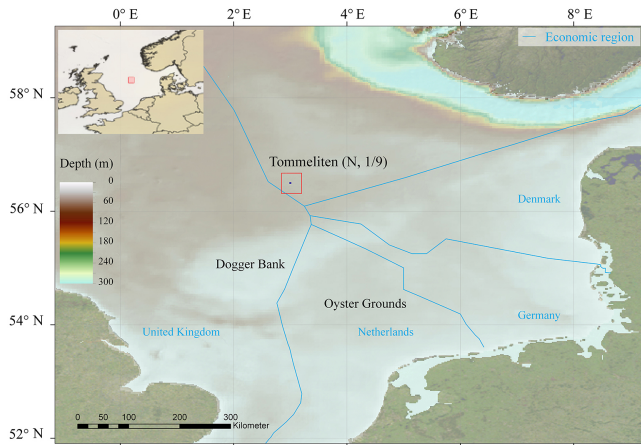 0° E 2° E 4° E 6° E 8° E
Economic region
58° N
Tommeliten (N, 1/9)
Depth (m)
0
60
120
180
240
300
56° N
Denmark
Dogger Bank
Oyster Grounds
54° N
United Kingdom Netherlands Germany
0 50 100 200 300
Kilometer
52° N